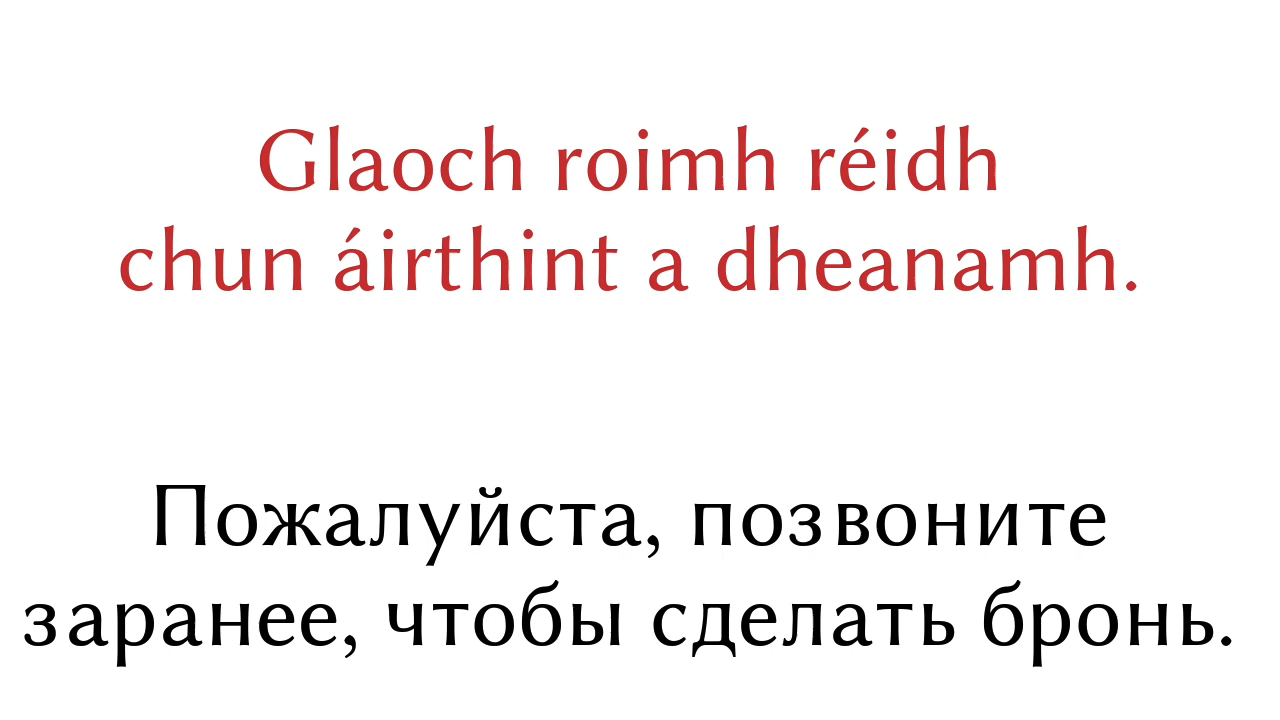 Glaoch roimh réidh
chun áirthint a dheanamh.
Пожалуйста, позвоните
заранее, чтобы сделать бронь.